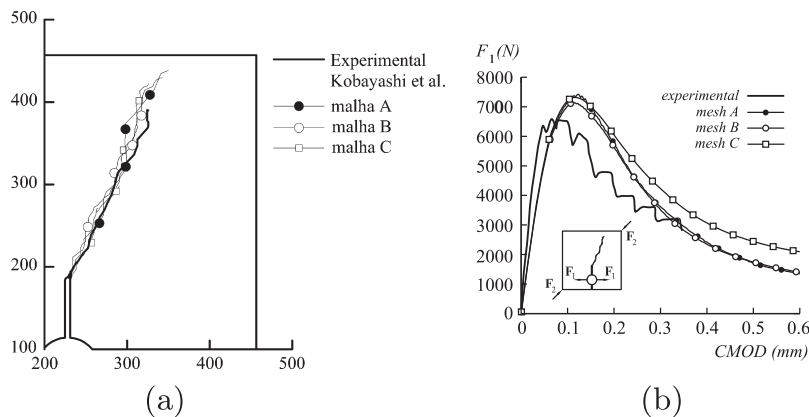 500
400
300
200
100
200
300
400
500
Experimental
Kobayashi et al.
malha A
malha B
malha C
(a)
F1(N)
8000
7000
6000
5000
4000
3000
2000
1000
0
0
0.1
0.2
0.3
0.4
0.5
0.6
CMOD (mm)
experimental
mesh A
mesh B
mesh C
F2
F1 F1
F2
(b)